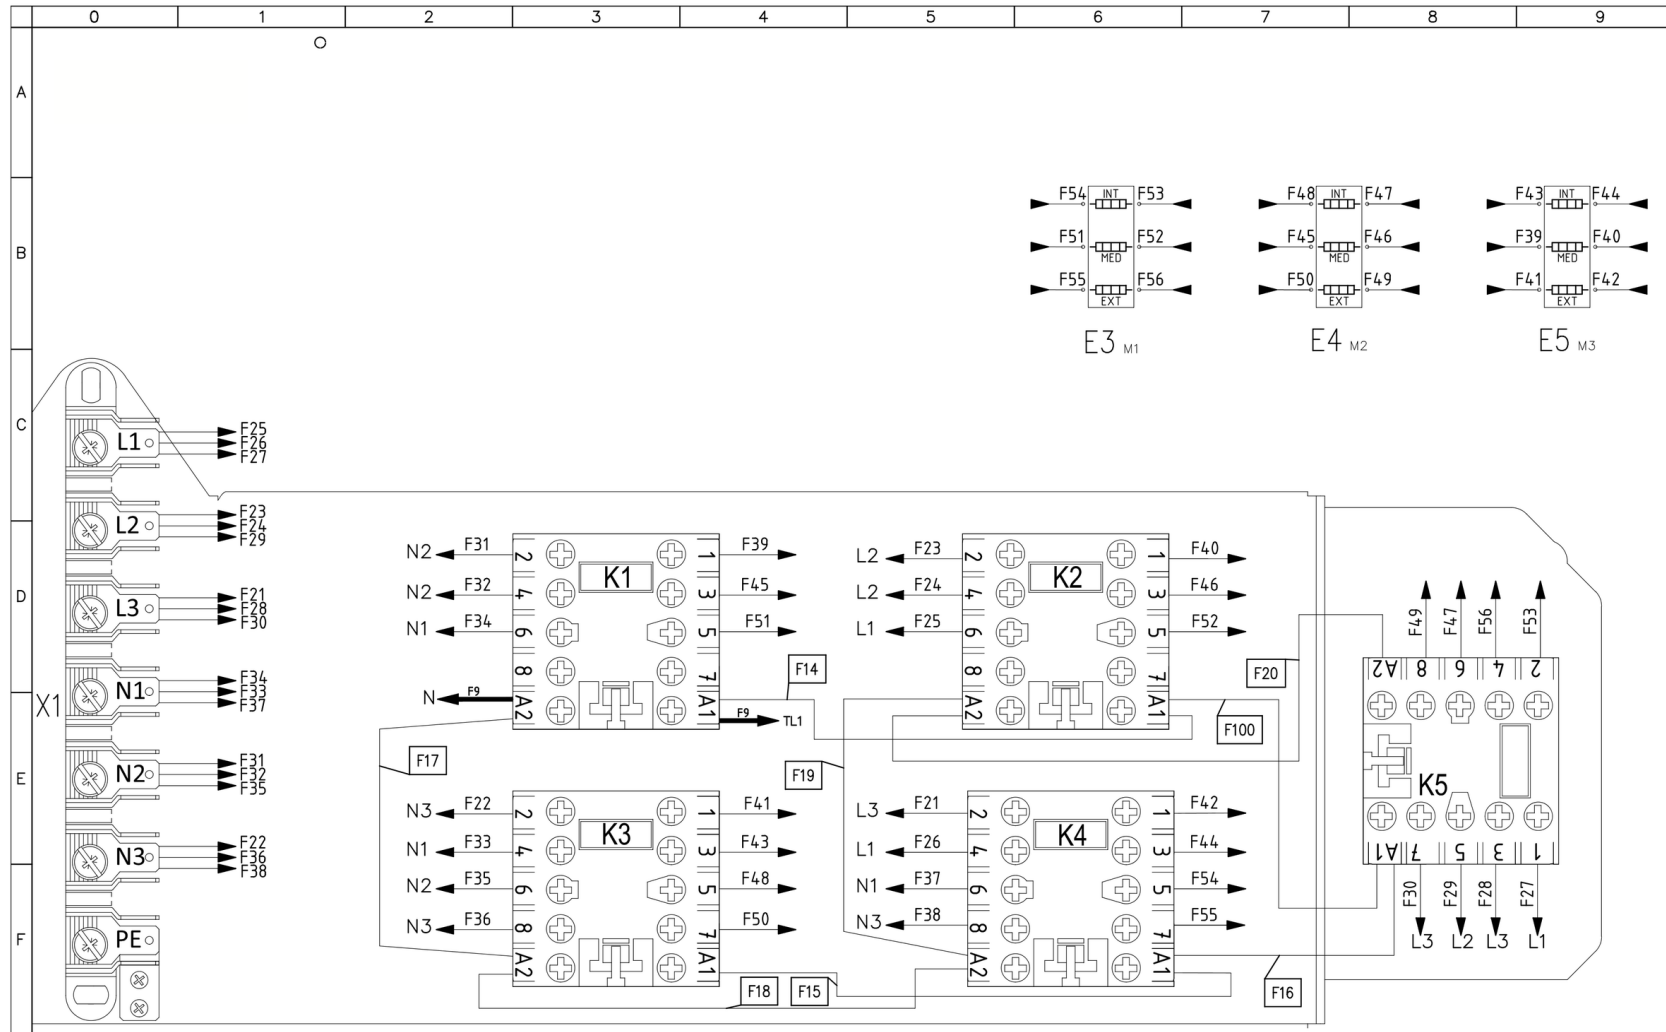 0 1 2 3 4 5 6 7 8 9
A
F54 INT F53 F48 INT F47 F43 INT F44
B
F51 MED F52 F45 MED F46 F39 MED F40
F55 EXT F56 F50 EXT F49 F41 EXT F42
E3 M1 E4 M2 E5 M3
C
L1 F25
F26
F27
L2 F23
F24
F29
N2 F31 2 K1 1 F39
N2 F32 4 3 F45
N1 F34 6 5 F51
8 7
N F9 A2 A1 F9 TL1
L2 F23 2 K2 1 F40
L2 F24 4 3 F46
L1 F25 6 5 F52
8 7
A2 A1
D
L3 F21
F28
F30
F14
F20
F100
F49 F47 F56 F53
A2 8 6 4 2
X1
N1 F34
F33
F37
E
N2 F31
F32
F35
F17
F19
K5
N3 F22 2 K3 1 F41
N1 F33 4 3 F43
N2 F35 6 5 F48
N3 F36 8 7 F50
A2 A1
L3 F21 2 K4 1 F42
L1 F26 4 3 F44
N1 F37 6 5 F54
N3 F38 8 7 F55
A2 A1
A1 7 5 3 1
F30 F29 F28 F27
L3 L2 L3 L1
N3 F22
F36
F38
F
PE
F18 F15 F16